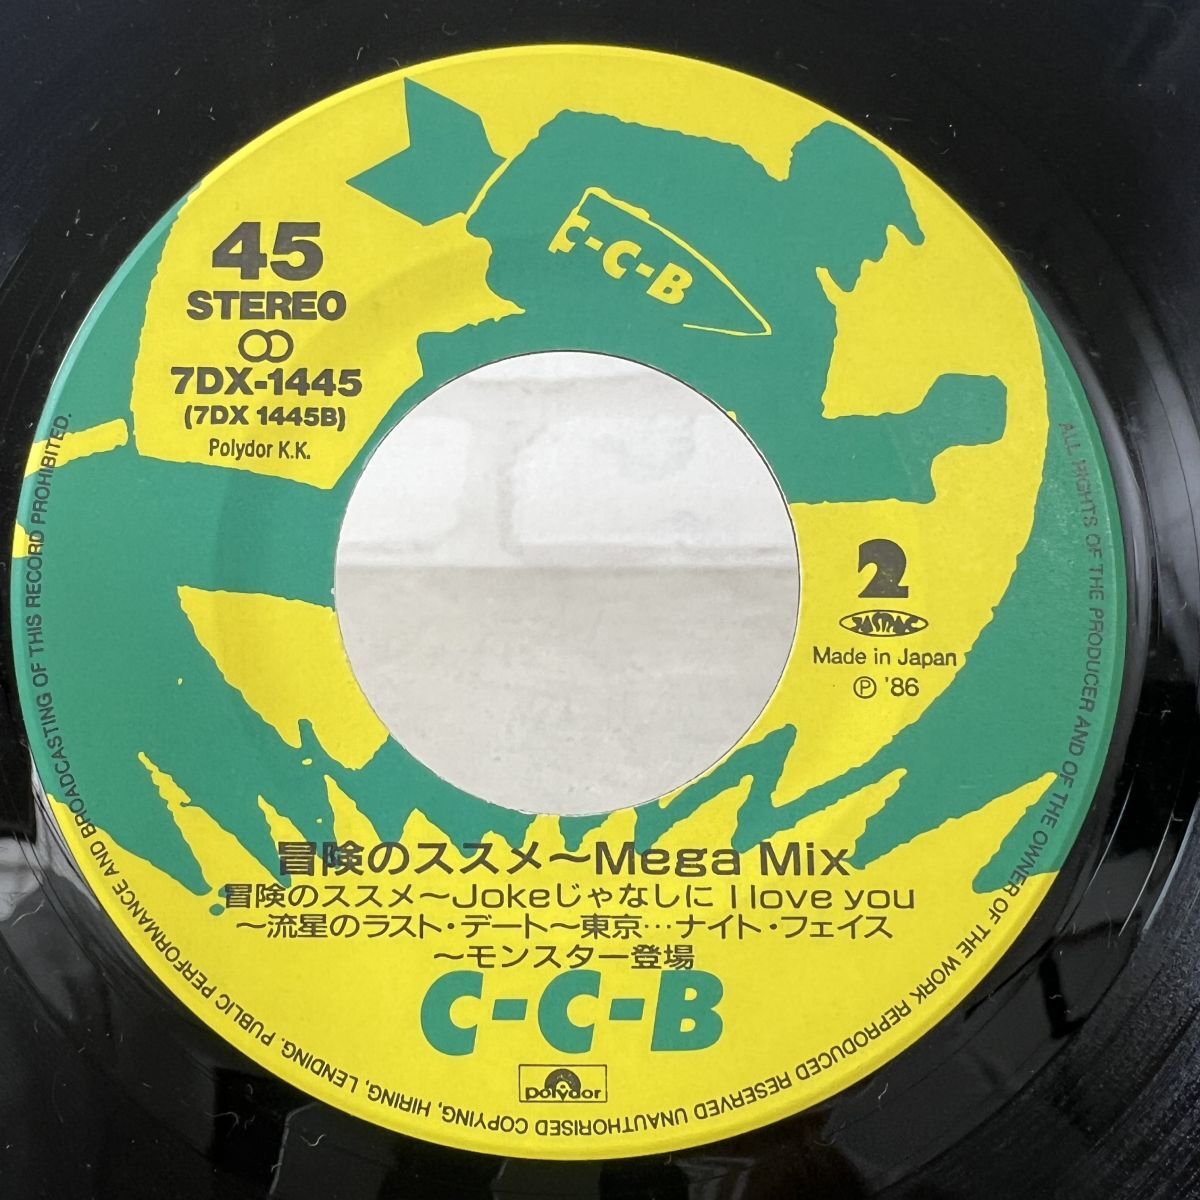 C-C-B
45
STEREO
7DX-1445
(7DX 1445B)
Polydor K.K.
2
JASRAC
Made in Japan
Ⓟ '86
冒険のススメ〜Mega Mix
冒険のススメ〜Jokeじゃなしに I love you
〜流星のラスト・デート〜東京…ナイト・フェイス
〜モンスター登場
C-C-B
polydor
ALL RIGHTS OF THE PRODUCER AND OF THE OWNER OF THE WORK REPRODUCED RESERVED UNAUTHORISED COPYING, HIRING, LENDING, PUBLIC PERFORMANCE AND BROADCASTING OF THIS RECORD PROHIBITED.